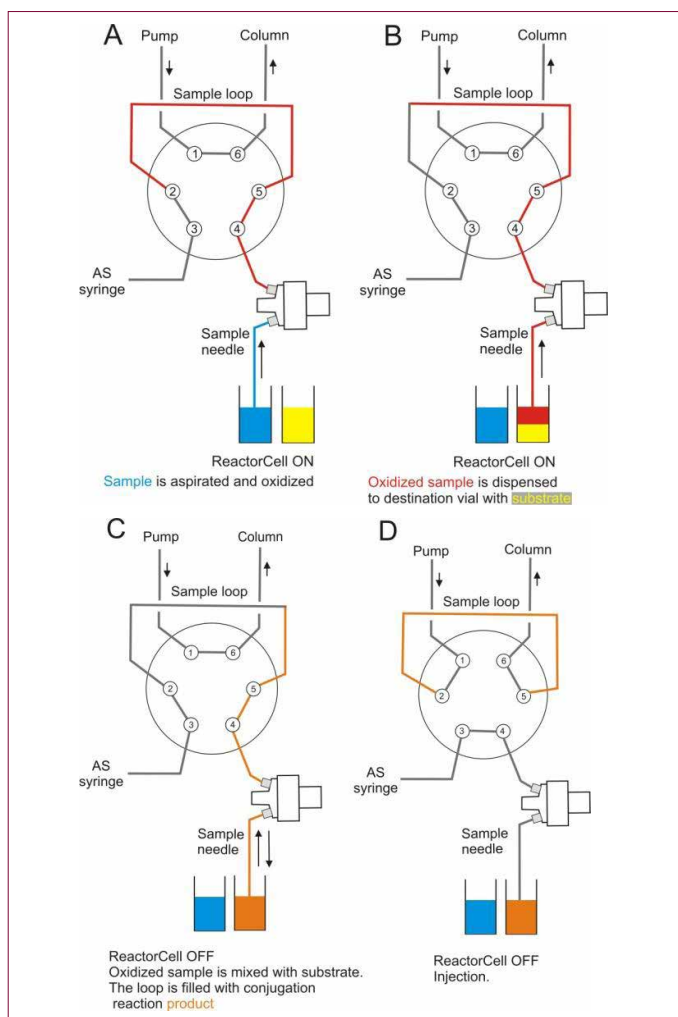 A
Pump
Column
Sample loop
1
6
2
5
3
4
AS
syringe
Sample
needle
ReactorCell ON
Sample is aspirated and oxidized
B
Pump
Column
Sample loop
1
6
2
5
3
4
AS
syringe
Sample
needle
ReactorCell ON
Oxidized sample is dispensed
to destination vial with substrate
C
Pump
Column
Sample loop
1
6
2
5
3
4
AS
syringe
Sample
needle
ReactorCell OFF
Oxidized sample is mixed with substrate.
The loop is filled with conjugation
reaction product
D
Pump
Column
Sample loop
1
6
2
5
3
4
AS
syringe
Sample
needle
ReactorCell OFF
Injection.